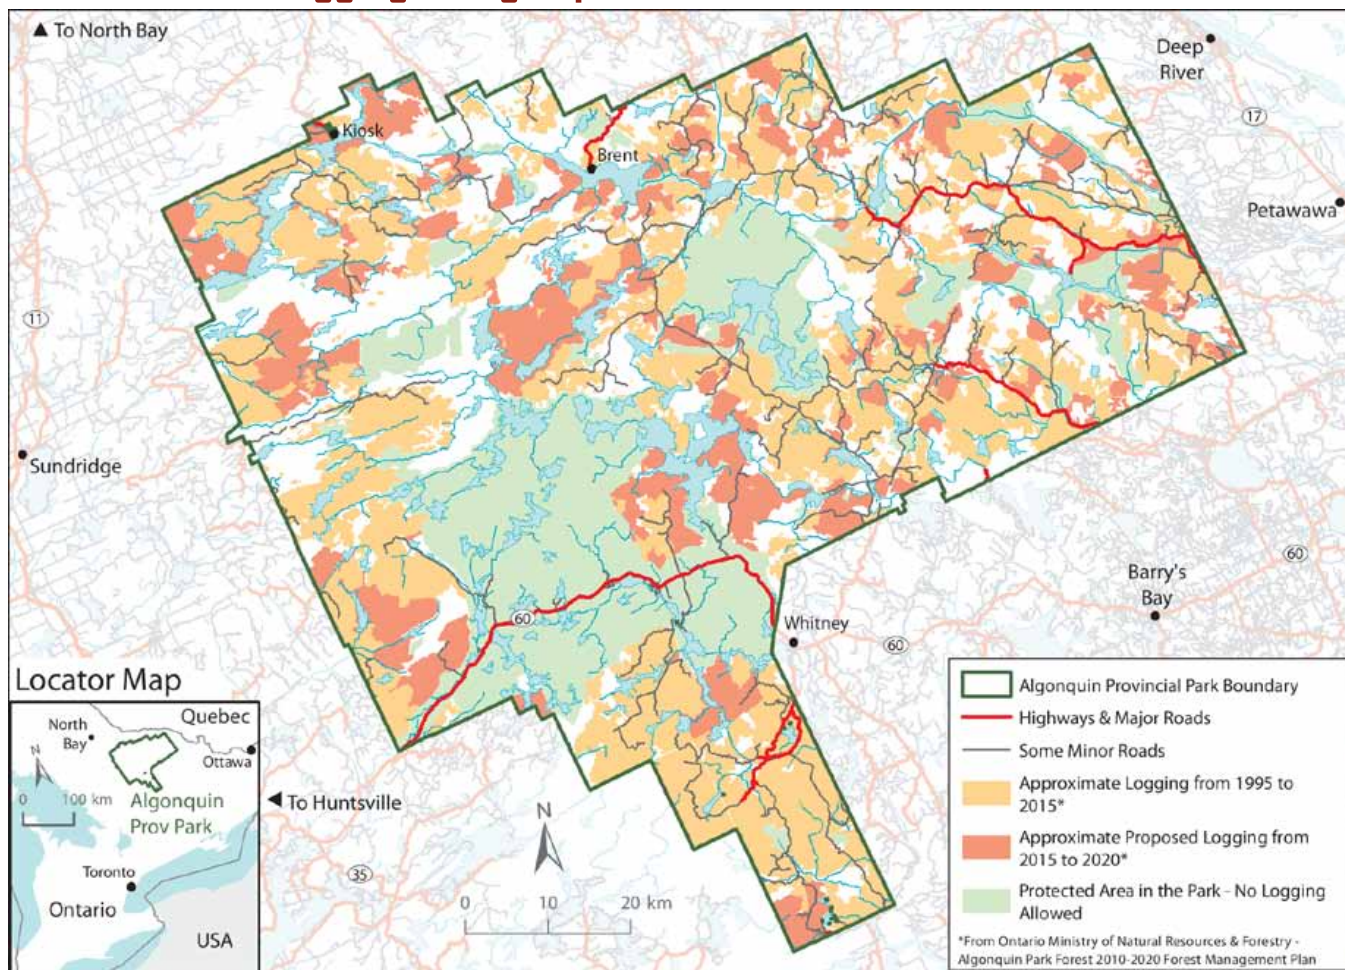 ▲ To North Bay
Deep
River
17
Kiosk
Brent
Petawawa
11
Sundridge
60
Barry's
Bay
60
Whitney
60
Locator Map
North
Bay
Quebec
Ottawa
N
0 100 km
Algonquin
Prov Park
Toronto
Ontario
USA
◀ To Huntsville
35
N
0 10 20 km
Algonquin Provincial Park Boundary
Highways & Major Roads
Some Minor Roads
Approximate Logging from 1995 to
2015*
Approximate Proposed Logging from
2015 to 2020*
Protected Area in the Park - No Logging
Allowed
*From Ontario Ministry of Natural Resources & Forestry -
Algonquin Park Forest 2010-2020 Forest Management Plan